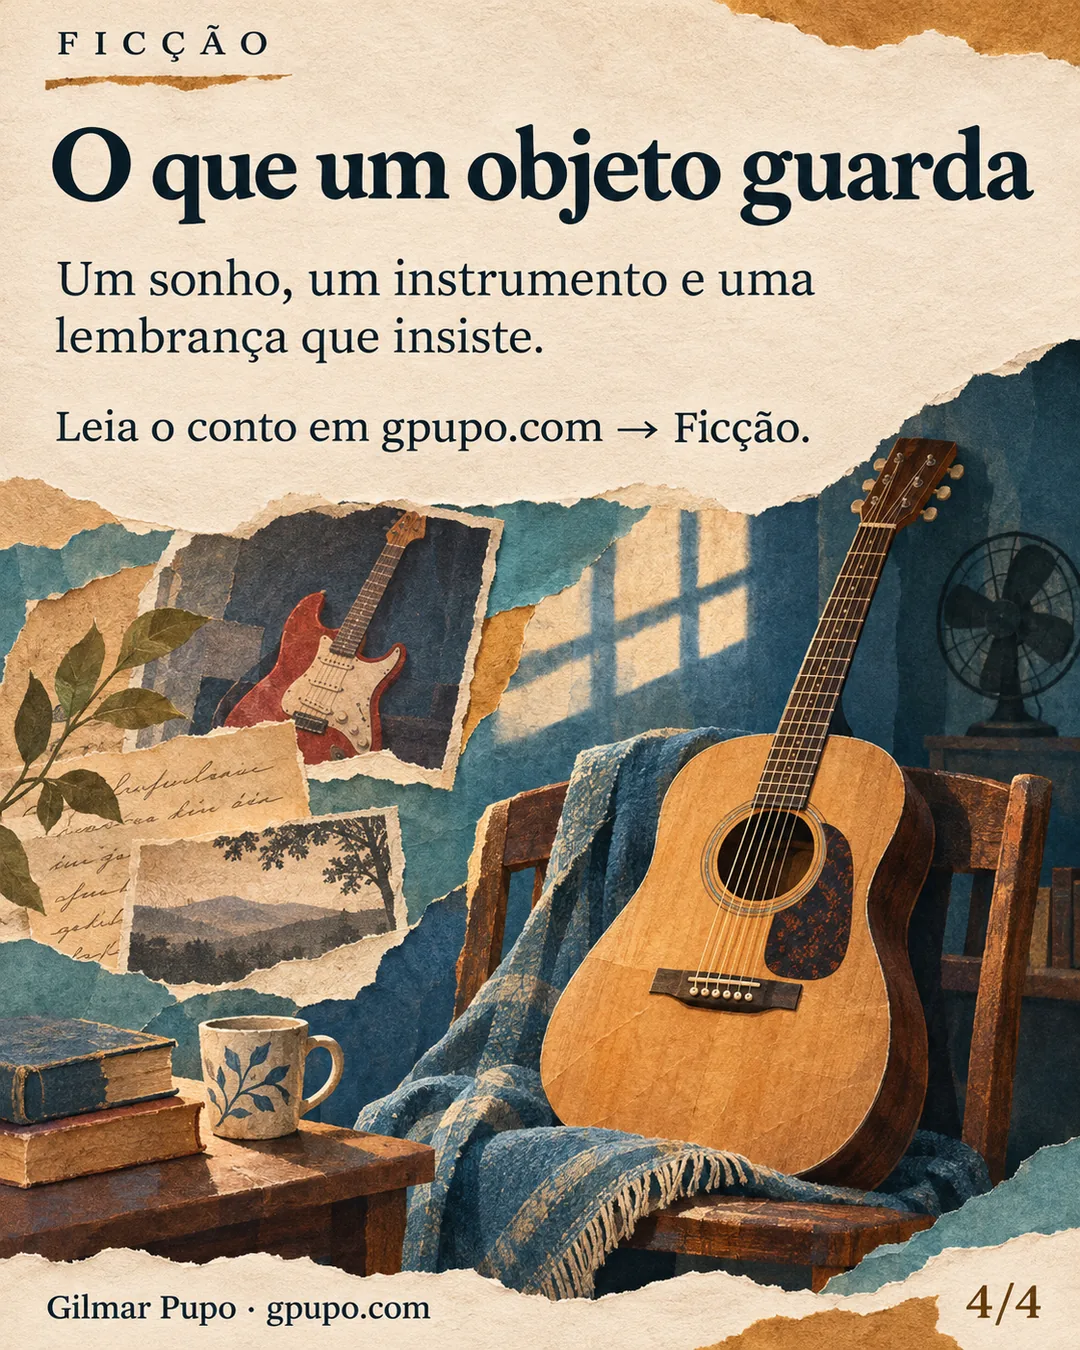 FICÇÃO
O que um objeto guarda
Um sonho, um instrumento e uma
lembrança que insiste.
Leia o conto em gpupo.com → Ficção.
Gilmar Pupo · gpupo.com
4/4